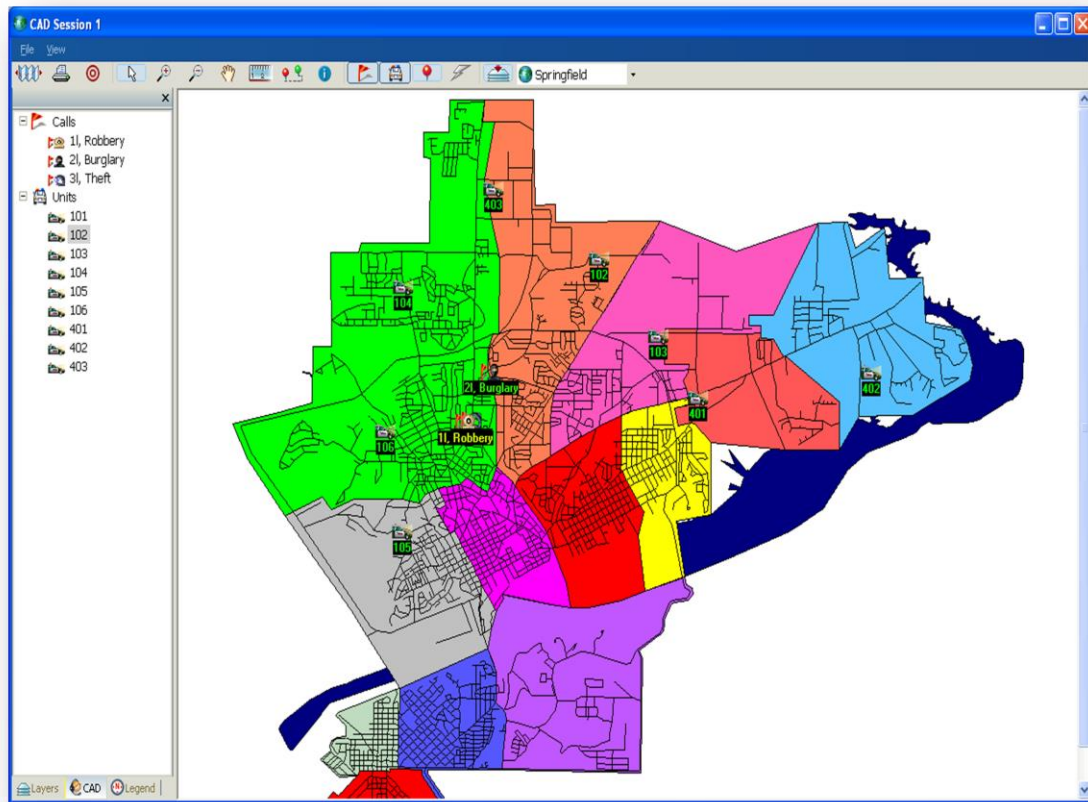 CAD Session 1
File View
Springfield
Calls
1I, Robbery
2I, Burglary
3I, Theft
Units
101
102
103
104
105
106
401
402
403
403
102
104
103
402
2I, Burglary
401
1I, Robbery
106
105
Layers CAD Legend